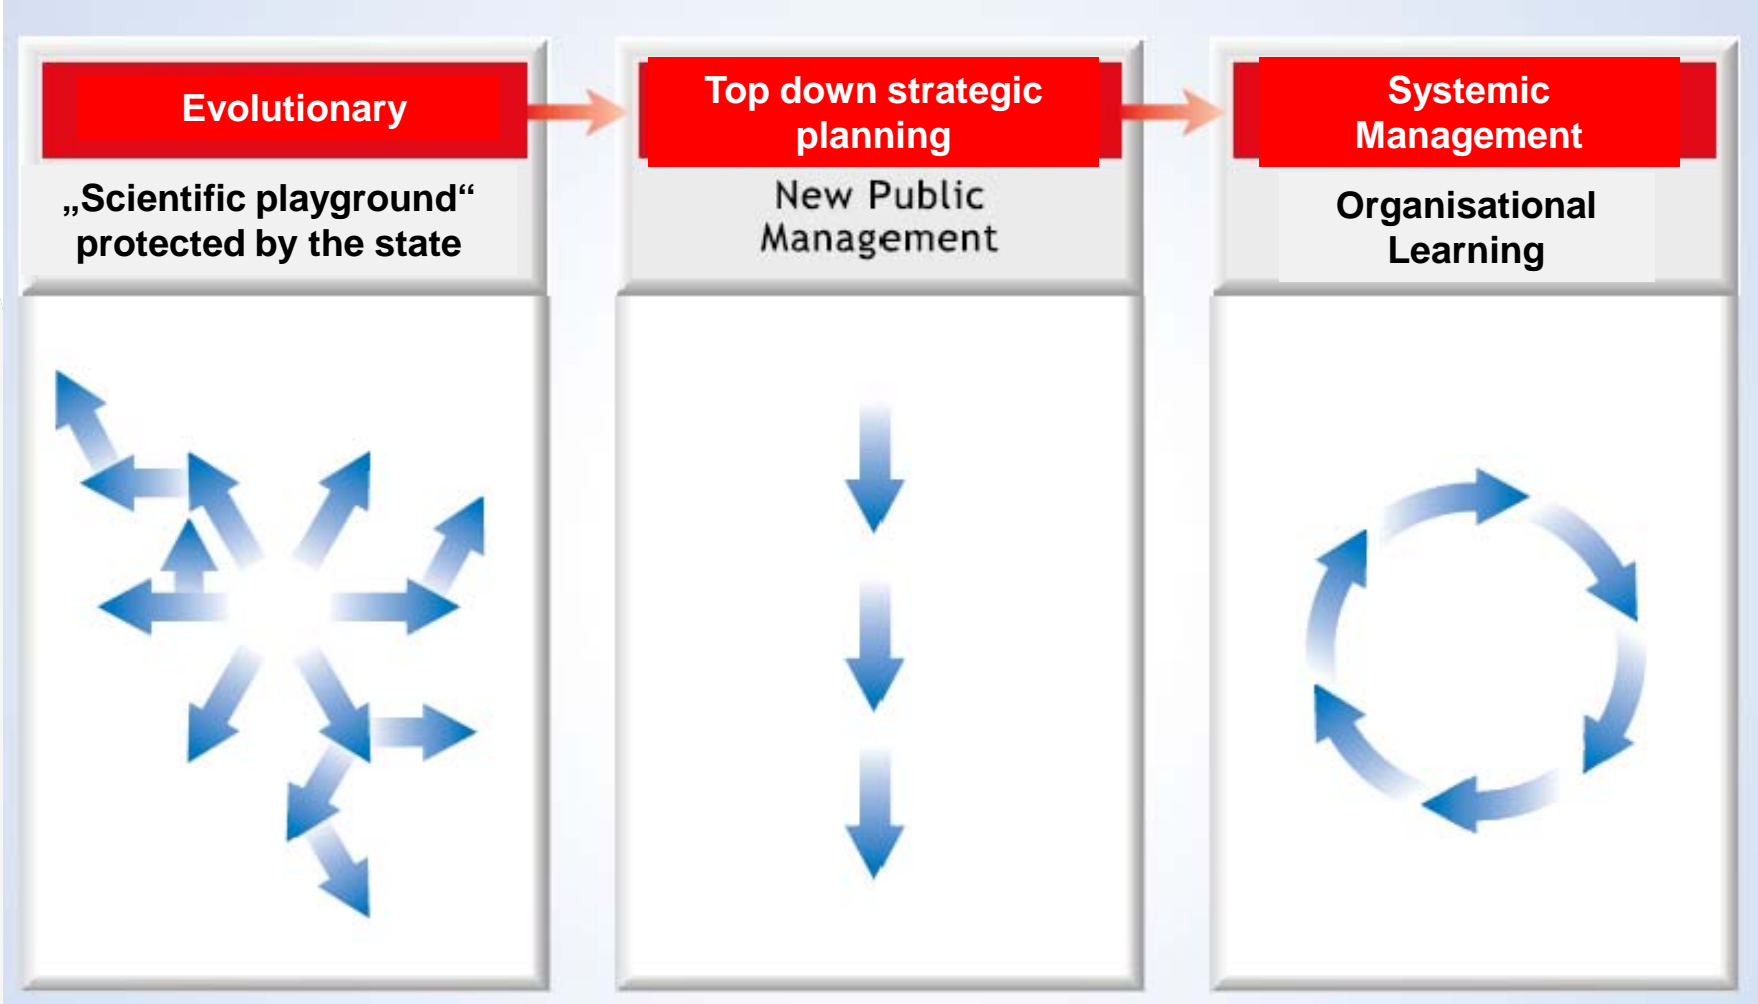 Evolutionary
„Scientific playground“
protected by the state
Top down strategic
planning
New Public
Management
Systemic
Management
Organisational
Learning